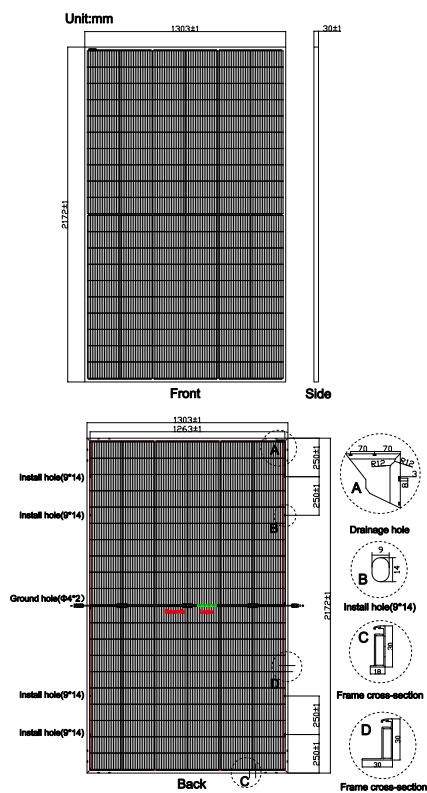 Unit:mm
1303±1
30±1
2172±1
Front
Side
1303±1
1263±1
A
250±1
Install hole(9*14)
250±1
Install hole(9*14)
B
Ground hole(Φ4*2)
2172±1
D
Install hole(9*14)
250±1
Install hole(9*14)
250±1
C
Back
70 70
R12 R12
3
8
A
Drainage hole
9
14
B
Install hole(9*14)
C
30
18
Frame cross-section
D
30
30
Frame cross-section